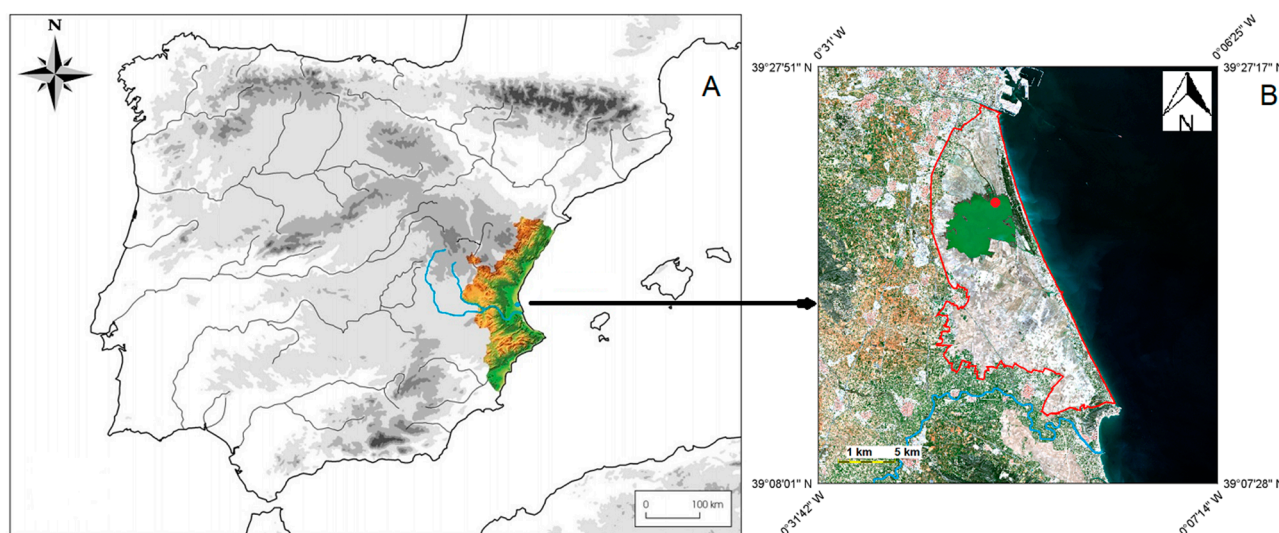 N
A
0 100 km
0°31' W
0°06'25" W
39°27'51" N
39°27'17" N
B
N
1 km 5 km
39°08'01" N
39°07'28" N
0°31'42" W
0°07'14" W